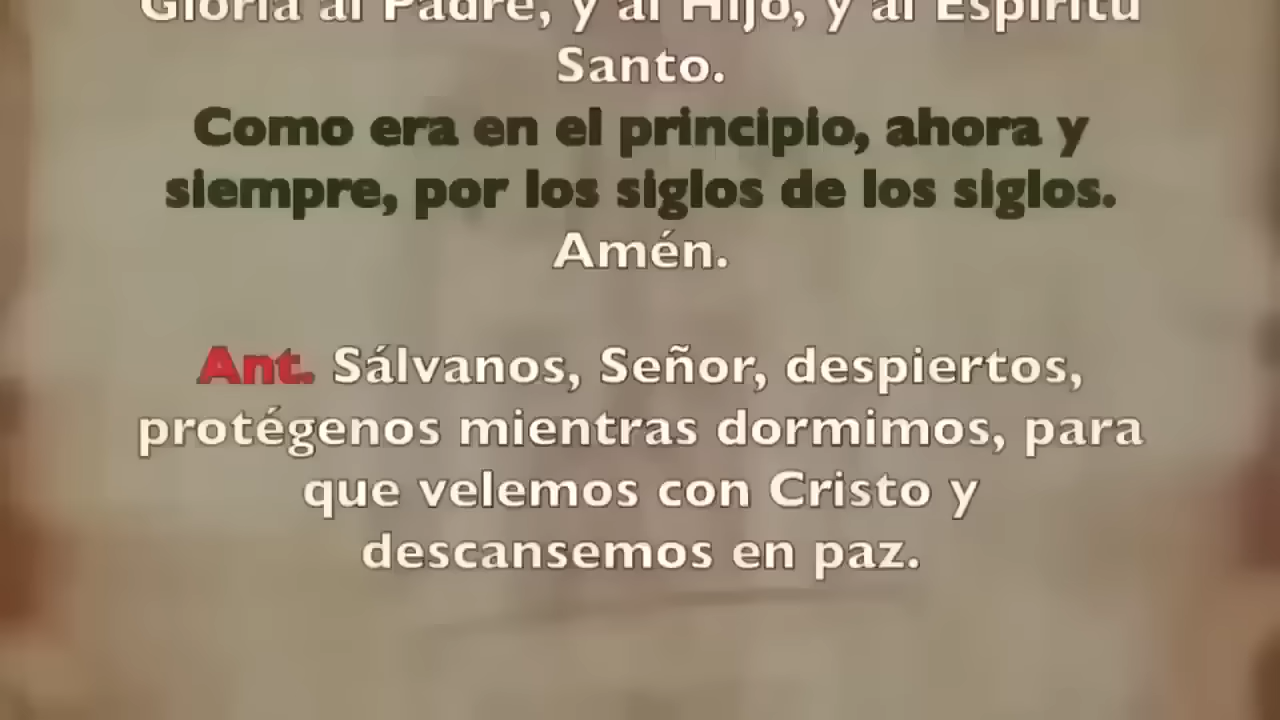 Gloria al Padre, y al Hijo, y al Espíritu
Santo.
Como era en el principio, ahora y
siempre, por los siglos de los siglos.
Amén.
Ant. Sálvanos, Señor, despiertos,
protégenos mientras dormimos, para
que velemos con Cristo y
descansemos en paz.